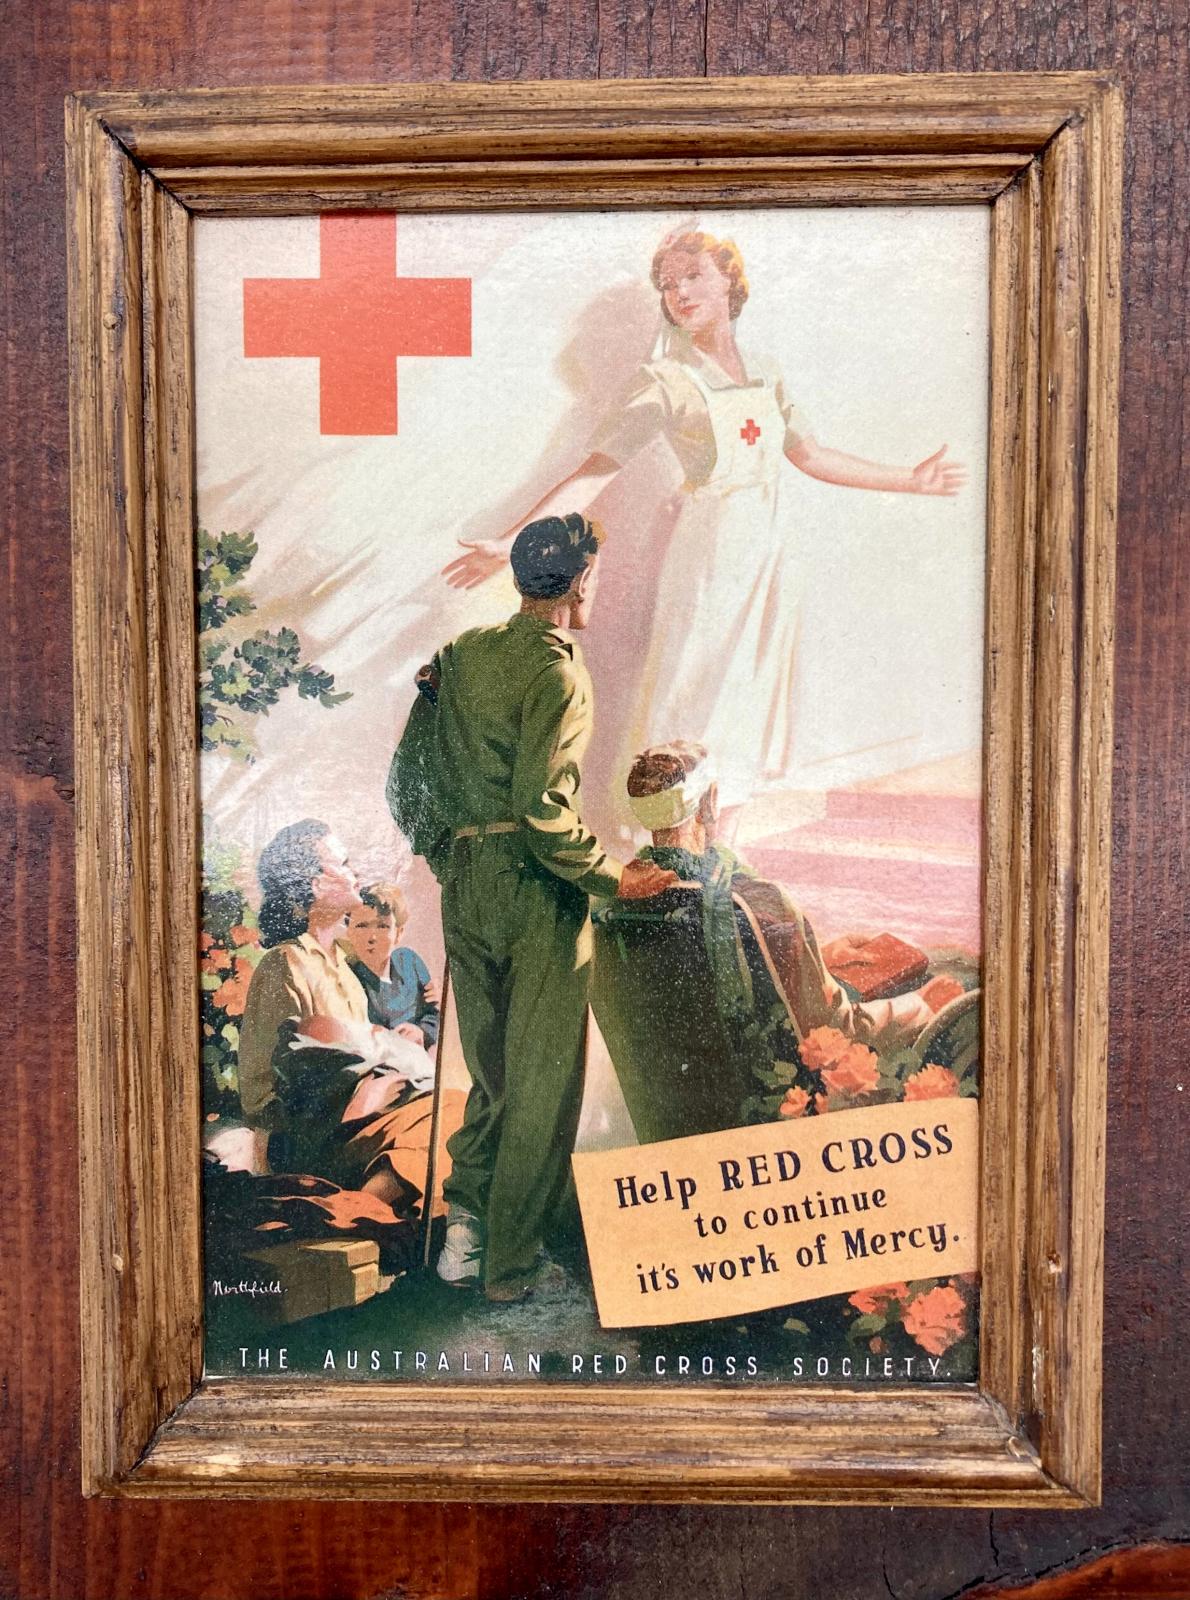 Help RED CROSS
to continue
it's work of Mercy.
Northfield.
THE AUSTRALIAN RED CROSS SOCIETY.